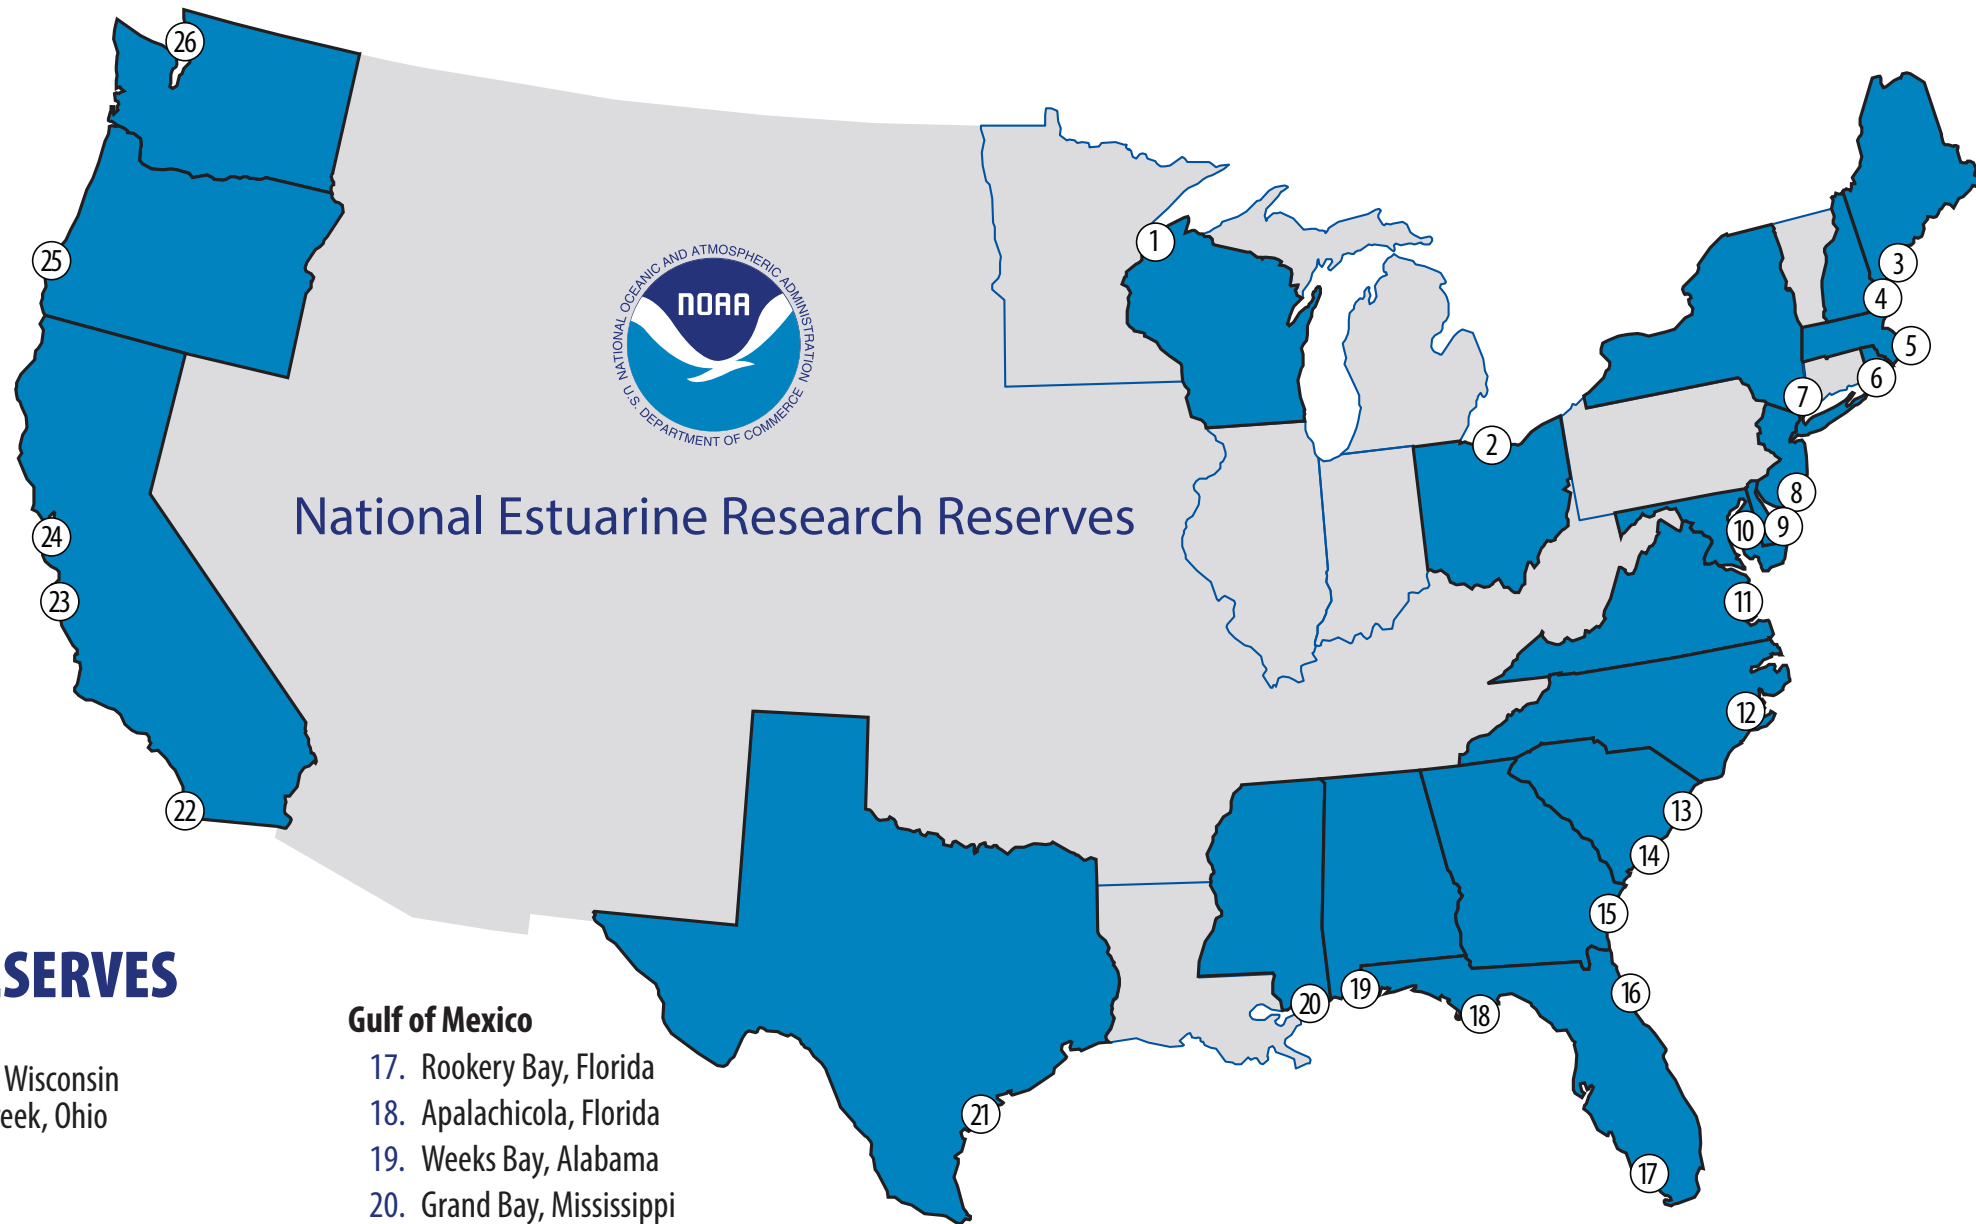 26
1
3
25
4
5
6
7
2
8
9
10
24
23
11
12
22
13
14
15
16
20
19
18
21
17
NATIONAL OCEANIC AND ATMOSPHERIC ADMINISTRATION
U.S. DEPARTMENT OF COMMERCE
NOAA
National Estuarine Research Reserves
SERVES
Wisconsin
eek, Ohio
Gulf of Mexico
17. Rookery Bay, Florida
18. Apalachicola, Florida
19. Weeks Bay, Alabama
20. Grand Bay, Mississippi